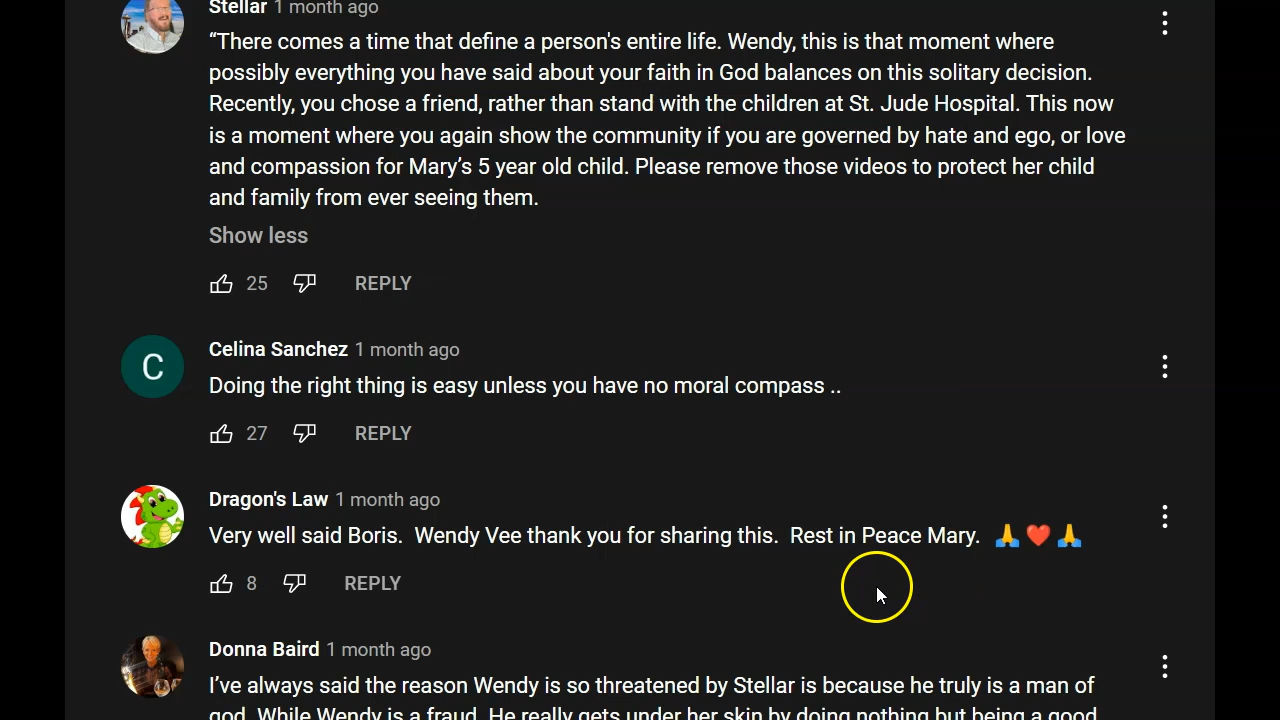 Stellar 1 month ago
“There comes a time that define a person's entire life. Wendy, this is that moment where
possibly everything you have said about your faith in God balances on this solitary decision.
Recently, you chose a friend, rather than stand with the children at St. Jude Hospital. This now
is a moment where you again show the community if you are governed by hate and ego, or love
and compassion for Mary’s 5 year old child. Please remove those videos to protect her child
and family from ever seeing them.
Show less
25 REPLY
Celina Sanchez 1 month ago
C
Doing the right thing is easy unless you have no moral compass ..
27 REPLY
Dragon's Law 1 month ago
Very well said Boris. Wendy Vee thank you for sharing this. Rest in Peace Mary. 🙏❤️🙏
8 REPLY
Donna Baird 1 month ago
I’ve always said the reason Wendy is so threatened by Stellar is because he truly is a man of
god. While Wendy is a fraud. He really gets under her skin by doing nothing but being a good